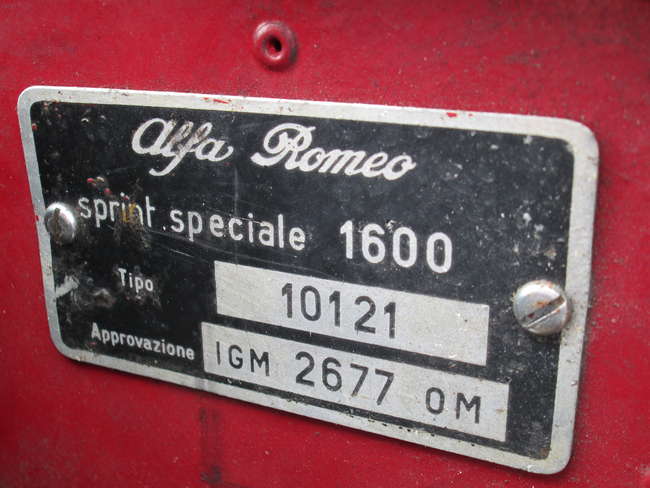 Alfa Romeo
sprint speciale 1600
Tipo 10121
Approvazione IGM 2677 OM